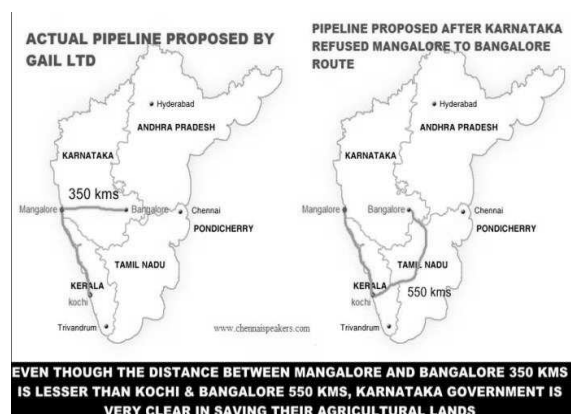 ACTUAL PIPELINE PROPOSED BY
GAIL LTD
Hyderabad
ANDHRA PRADESH
KARNATAKA
350 kms
Mangalore
Bangalore
Chennai
PONDICHERRY
TAMIL NADU
KERALA
kochi
Trivandrum
www.chennaispeakers.com
PIPELINE PROPOSED AFTER KARNATAKA
REFUSED MANGALORE TO BANGALORE
ROUTE
Hyderabad
ANDHRA PRADESH
KARNATAKA
Mangalore
Bangalore
Chennai
PONDICHERRY
TAMIL NADU
KERALA
550 kms
kochi
Trivandrum
EVEN THOUGH THE DISTANCE BETWEEN MANGALORE AND BANGALORE 350 KMS
IS LESSER THAN KOCHI & BANGALORE 550 KMS, KARNATAKA GOVERNMENT IS
VERY CLEAR IN SAVING THEIR AGRICULTURAL LANDS